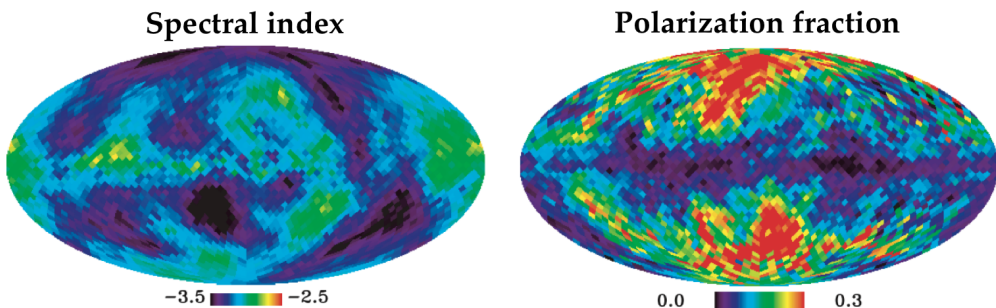 Spectral index
Polarization fraction
−3.5 −2.5
0.0 0.3